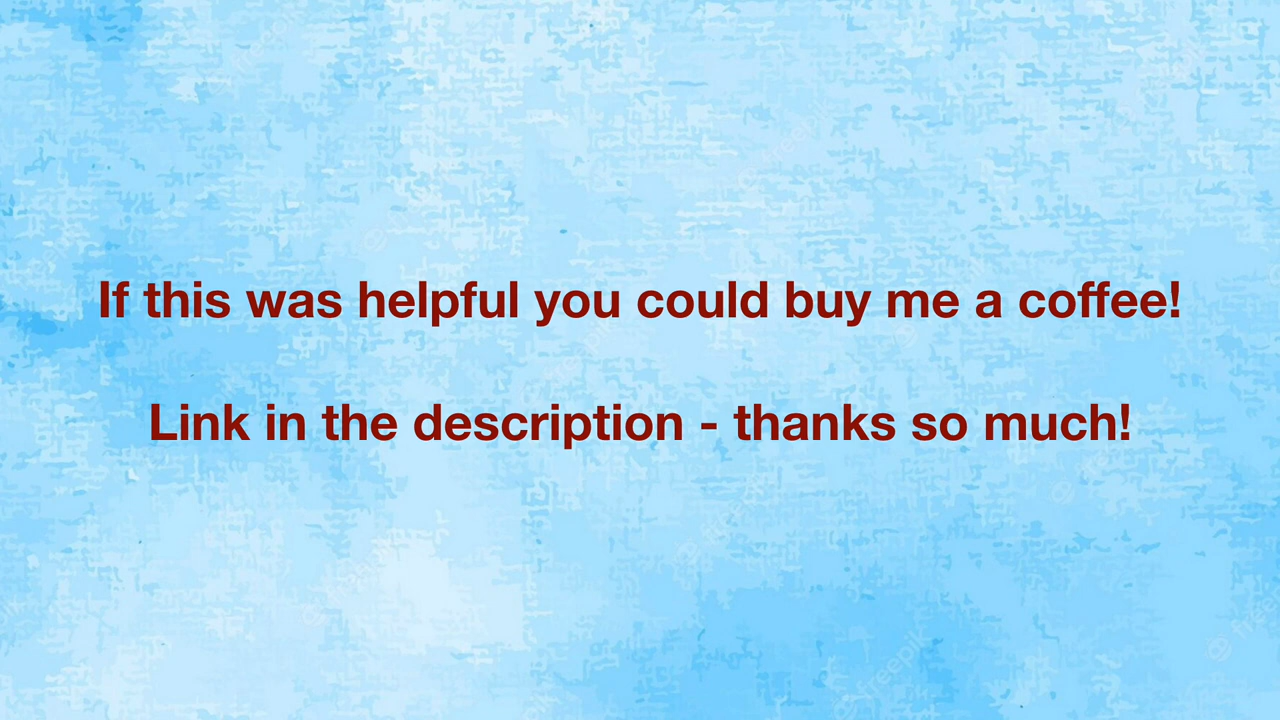 If this was helpful you could buy me a coffee!
Link in the description - thanks so much!